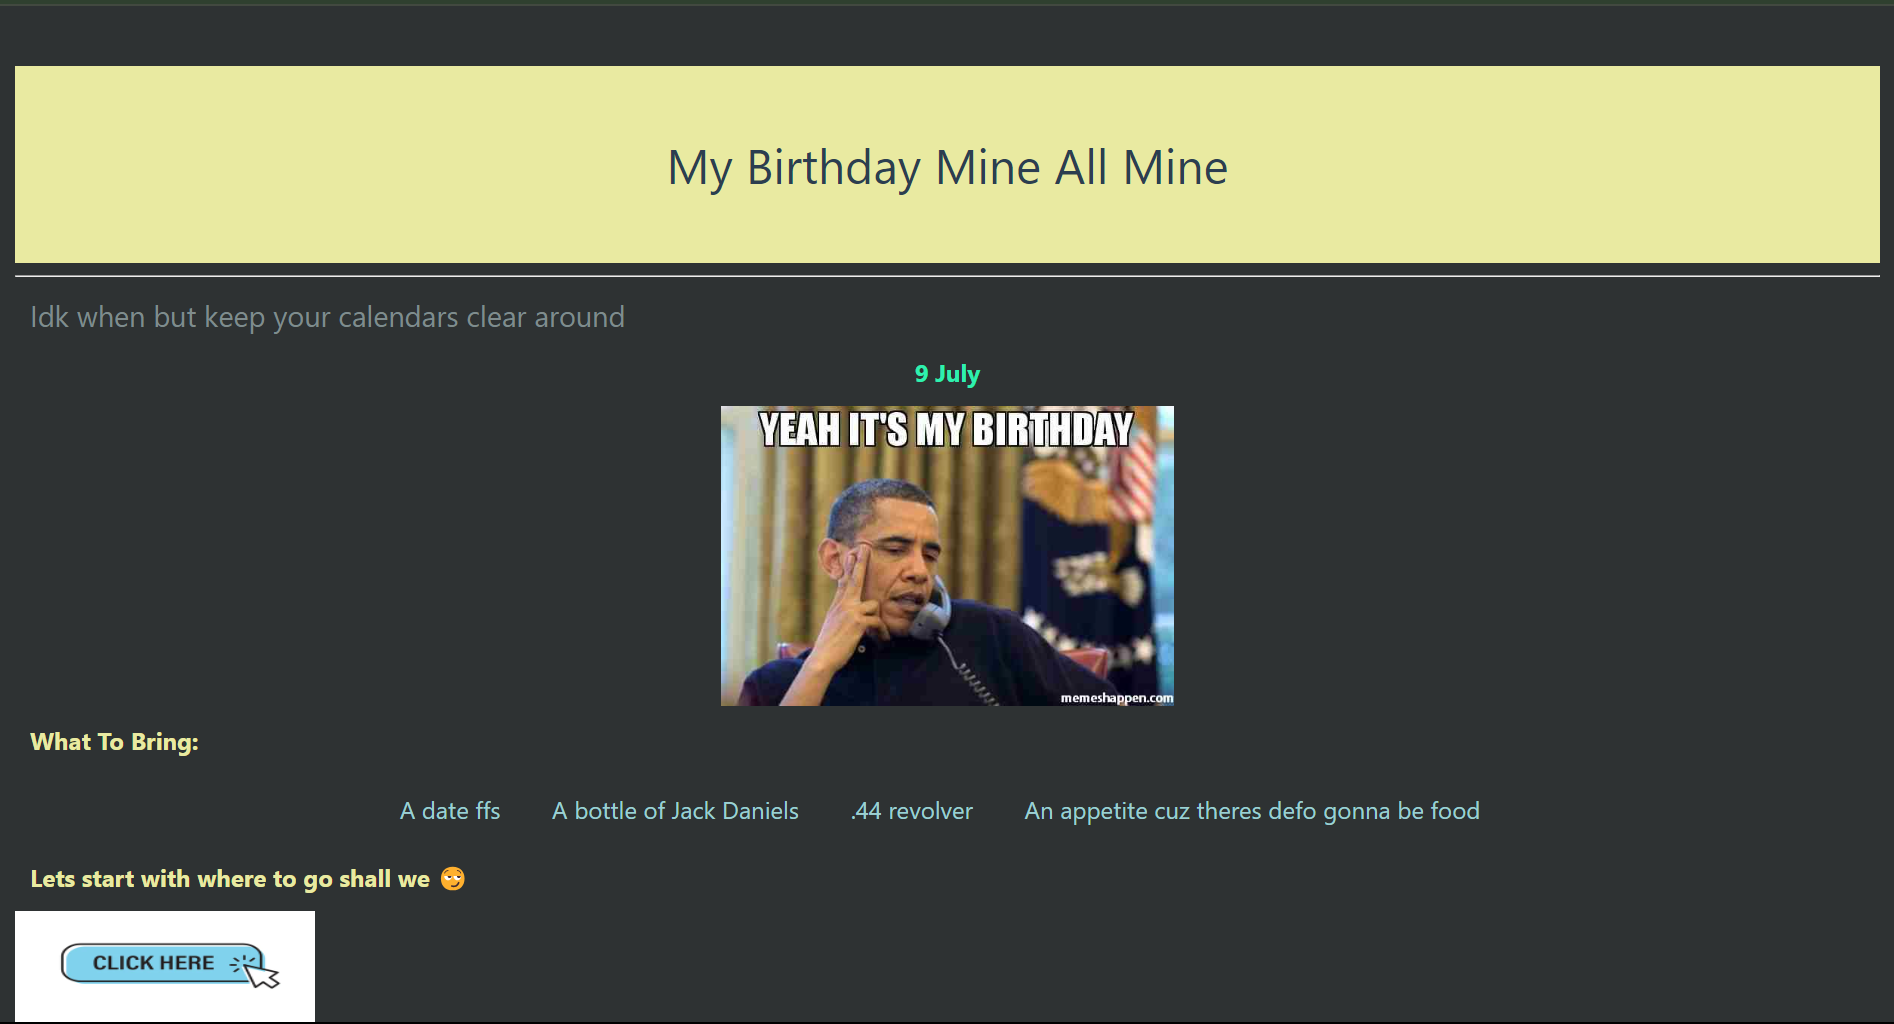 My Birthday Mine All Mine
Idk when but keep your calendars clear around
9 July
YEAH IT'S MY BIRTHDAY
memeshappen.com
What To Bring:
A date ffs A bottle of Jack Daniels .44 revolver An appetite cuz theres defo gonna be food
Lets start with where to go shall we 🙄
CLICK HERE